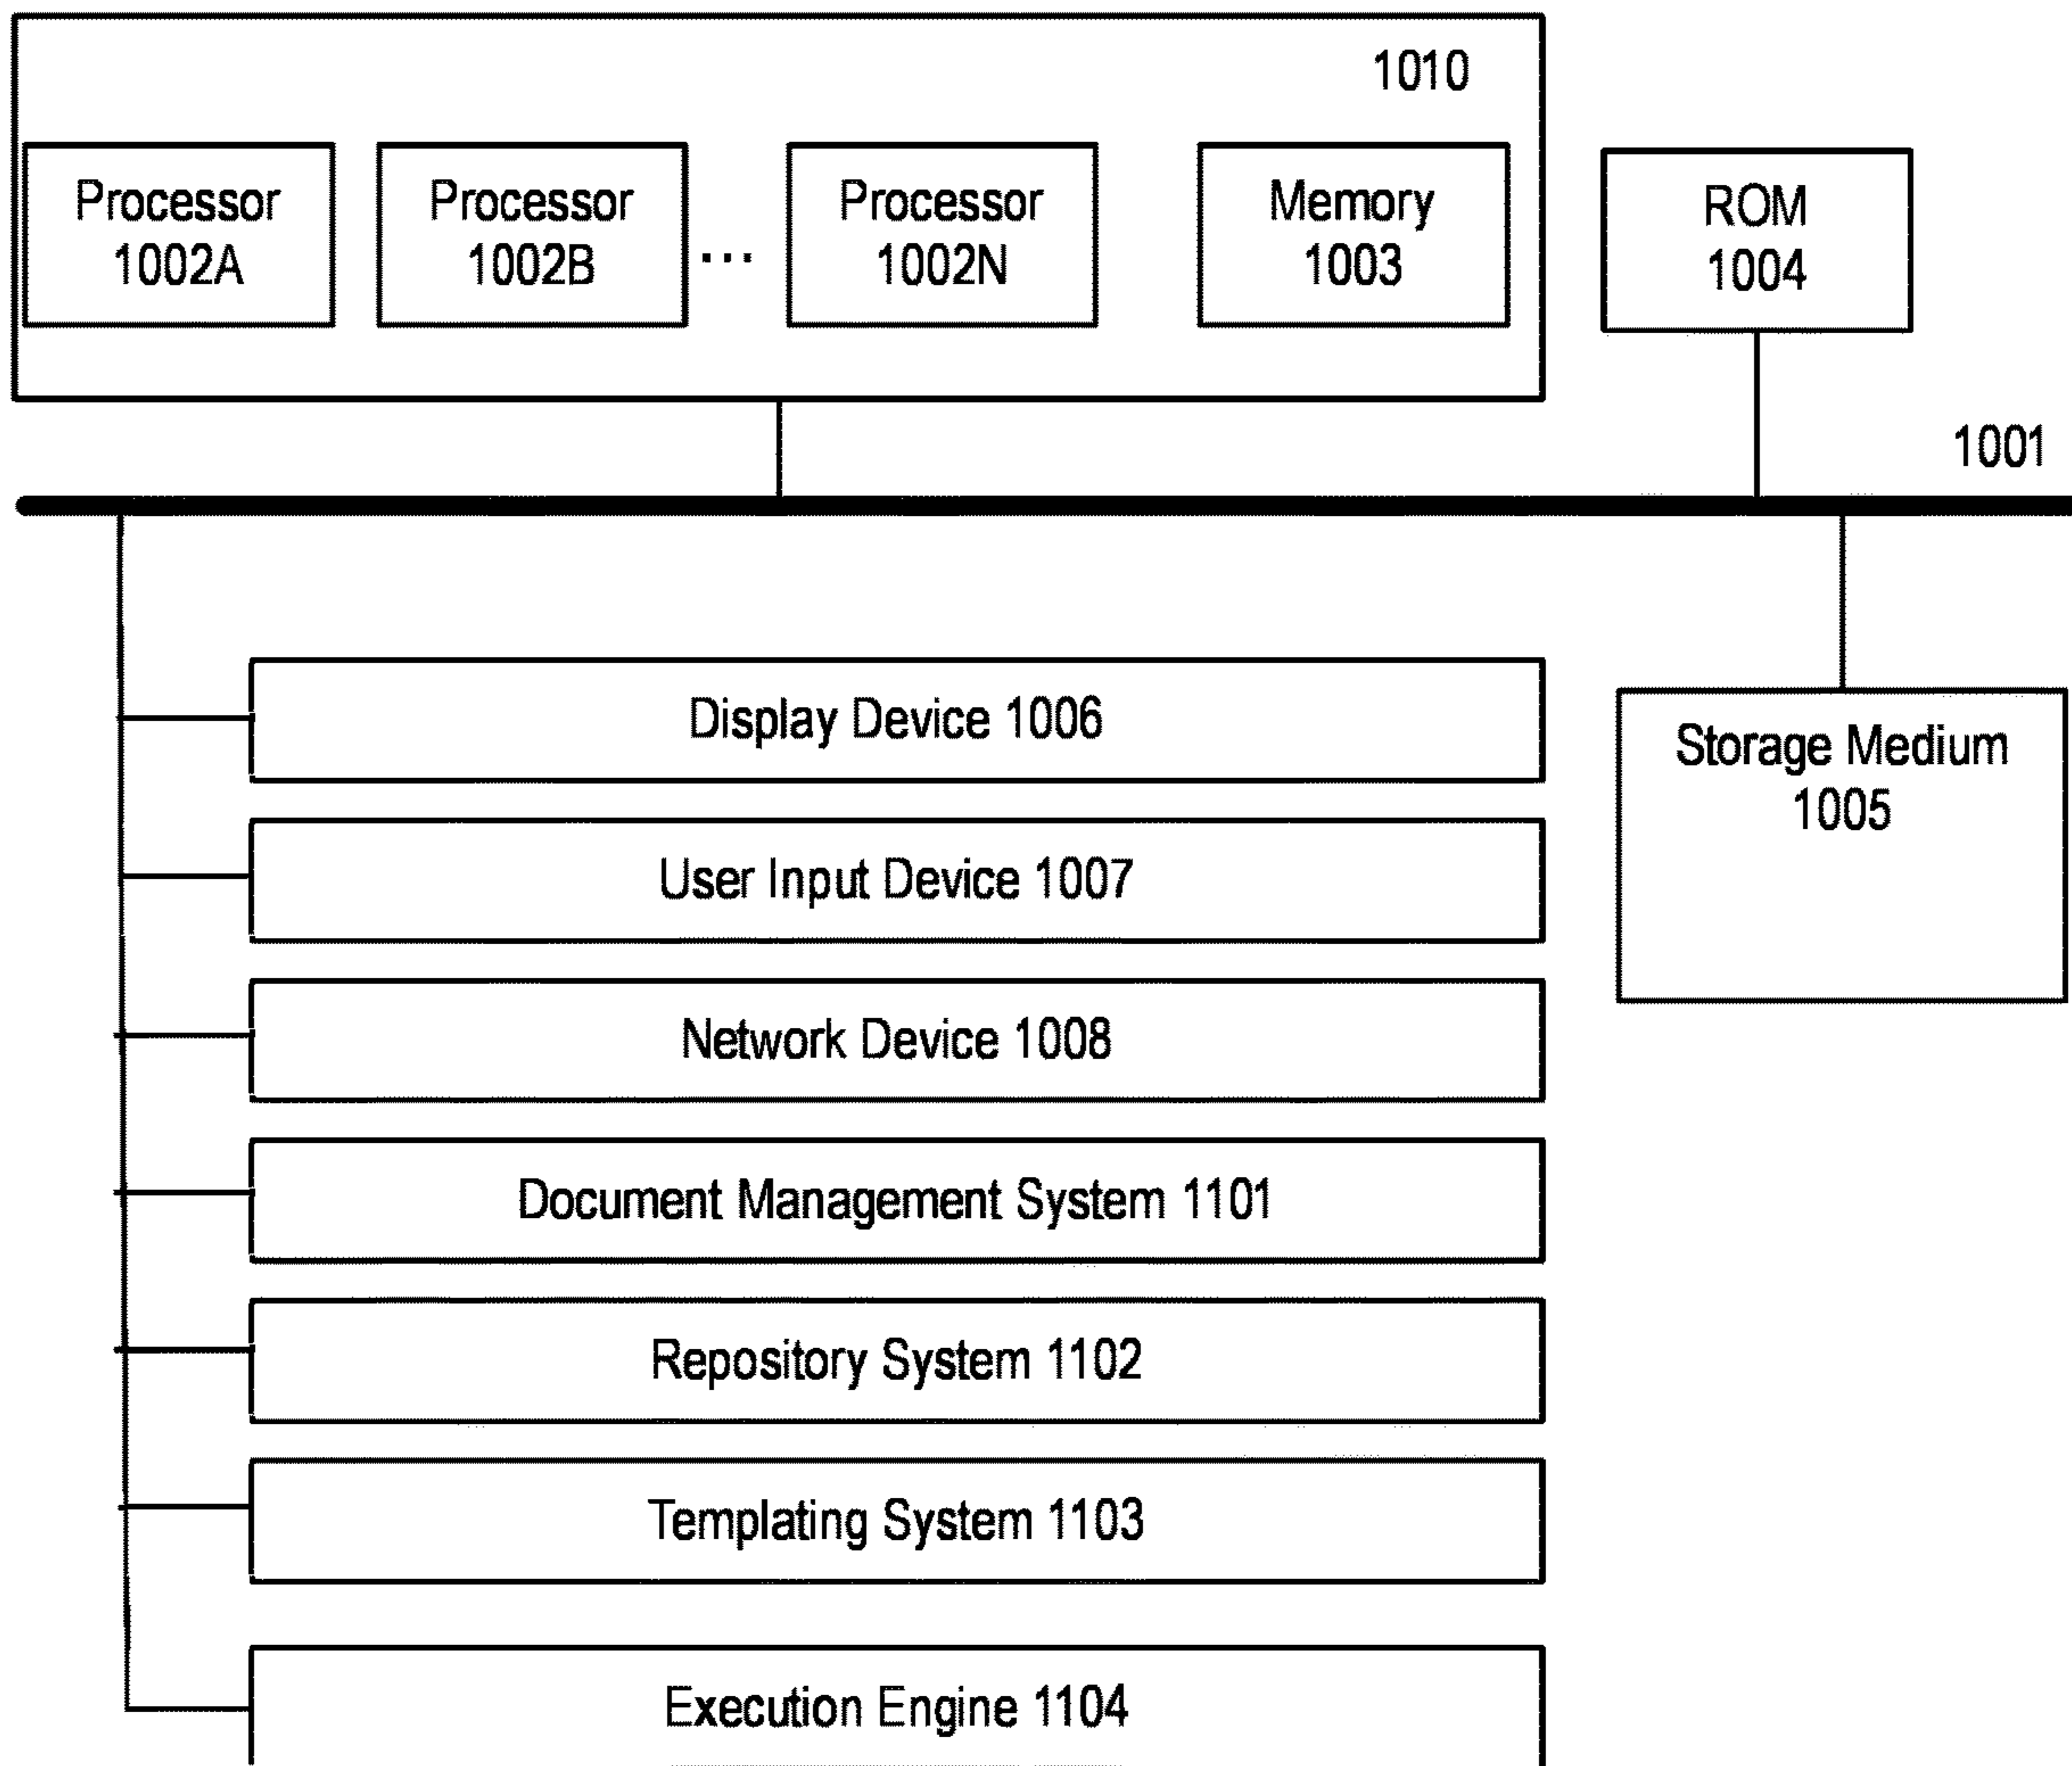 1010
Processor
1002A
Processor
1002B
...
Processor
1002N
Memory
1003
ROM
1004
1001
Display Device 1006
Storage Medium
1005
User Input Device 1007
Network Device 1008
Document Management System 1101
Repository System 1102
Templating System 1103
Execution Engine 1104